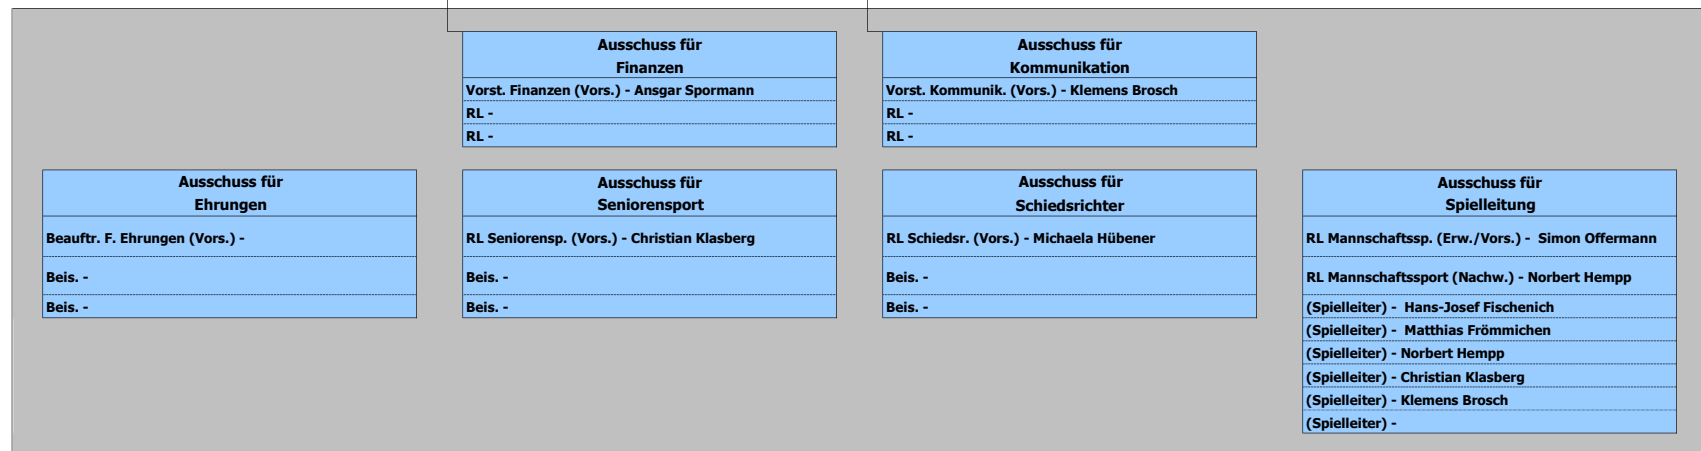 Ausschuss für
Finanzen
Vorst. Finanzen (Vors.) - Ansgar Spormann
RL -
RL -
Ausschuss für
Kommunikation
Vorst. Kommunik. (Vors.) - Klemens Brosch
RL -
RL -
Ausschuss für
Ehrungen
Beauftr. F. Ehrungen (Vors.) -
Beis. -
Beis. -
Ausschuss für
Seniorensport
RL Seniorensp. (Vors.) - Christian Klasberg
Beis. -
Beis. -
Ausschuss für
Schiedsrichter
RL Schiedsr. (Vors.) - Michaela Hübener
Beis. -
Beis. -
Ausschuss für
Spielleitung
RL Mannschaftssp. (Erw./Vors.) - Simon Offermann
RL Mannschaftssport (Nachw.) - Norbert Hempp
(Spielleiter) - Hans-Josef Fischenich
(Spielleiter) - Matthias Frömmichen
(Spielleiter) - Norbert Hempp
(Spielleiter) - Christian Klasberg
(Spielleiter) - Klemens Brosch
(Spielleiter) -